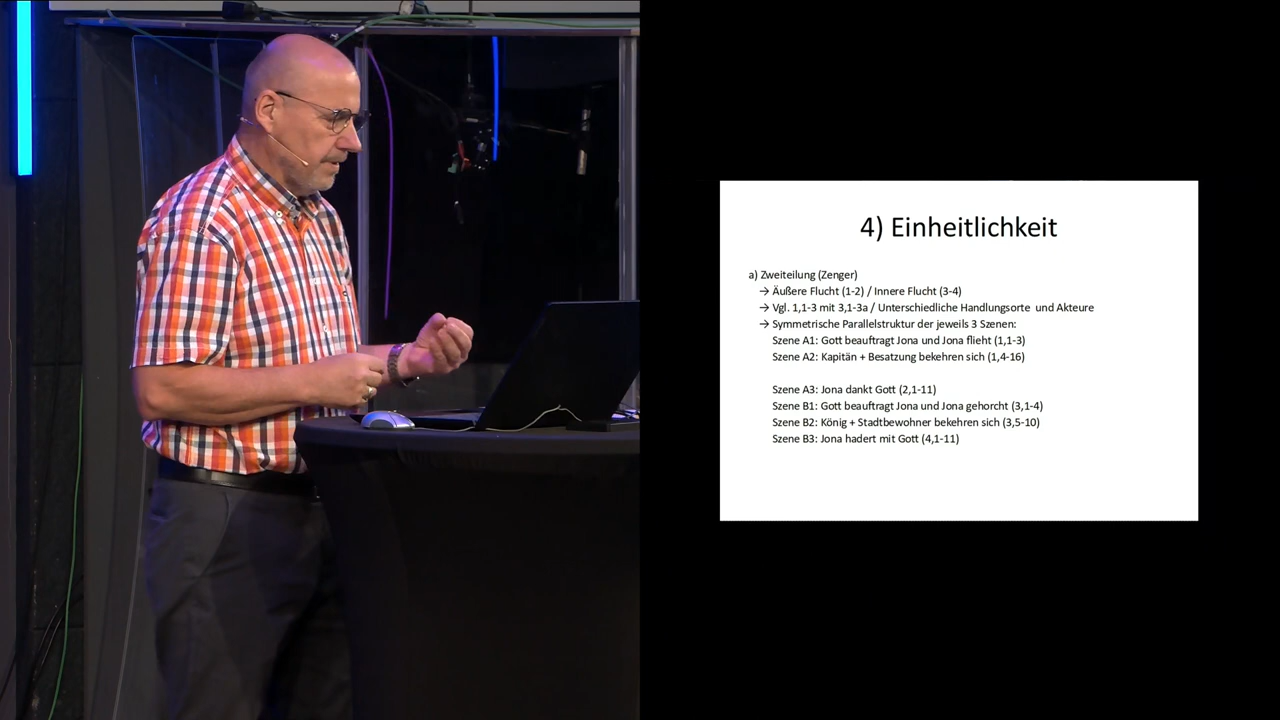 4) Einheitlichkeit
a) Zweiteilung (Zenger)
→ Äußere Flucht (1-2) / Innere Flucht (3-4)
→ Vgl. 1,1-3 mit 3,1-3a / Unterschiedliche Handlungsorte und Akteure
→ Symmetrische Parallelstruktur der jeweils 3 Szenen:
Szene A1: Gott beauftragt Jona und Jona flieht (1,1-3)
Szene A2: Kapitän + Besatzung bekehren sich (1,4-16)
Szene A3: Jona dankt Gott (2,1-11)
Szene B1: Gott beauftragt Jona und Jona gehorcht (3,1-4)
Szene B2: König + Stadtbewohner bekehren sich (3,5-10)
Szene B3: Jona hadert mit Gott (4,1-11)